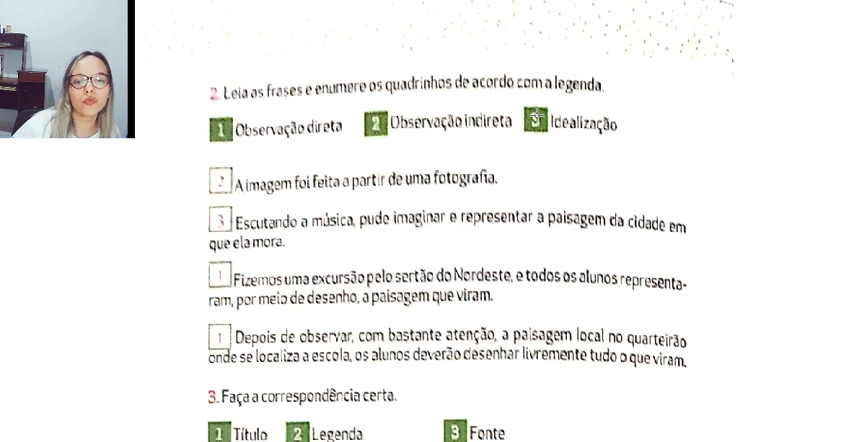 2. Leia as frases e enumere os quadrinhos de acordo com a legenda.
1 Observação direta 2 Observação indireta 3 Idealização
2 A imagem foi feita a partir de uma fotografia.
3 Escutando a música, pude imaginar e representar a paisagem da cidade em
que ela mora.
1 Fizemos uma excursão pelo sertão do Nordeste, e todos os alunos representa-
ram, por meio de desenho, a paisagem que viram.
1 Depois de observar, com bastante atenção, a paisagem local no quarteirão
onde se localiza a escola, os alunos deverão desenhar livremente tudo o que viram.
3. Faça a correspondência certa.
1 Título 2 Legenda 3 Fonte